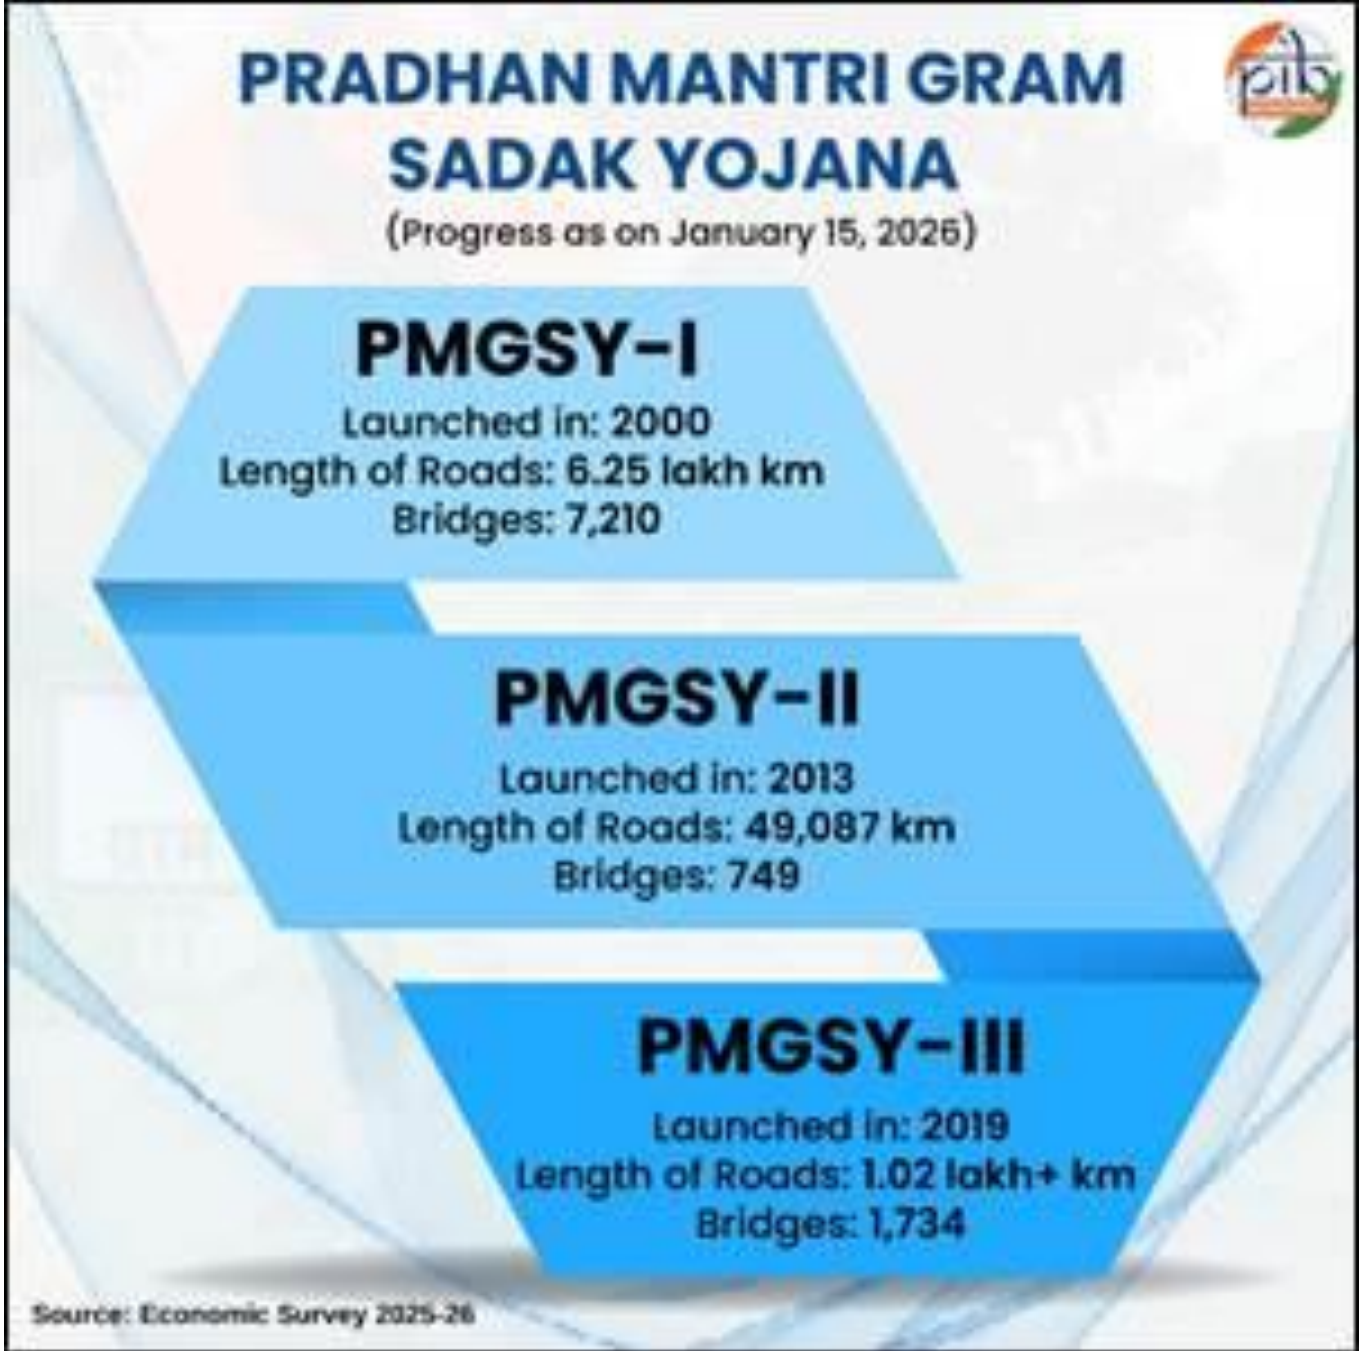 PRADHAN MANTRI GRAM
SADAK YOJANA
(Progress as on January 15, 2026)
pib
PMGSY-I
Launched in: 2000
Length of Roads: 6.25 lakh km
Bridges: 7,210
PMGSY-II
Launched in: 2013
Length of Roads: 49,087 km
Bridges: 749
PMGSY-III
Launched in: 2019
Length of Roads: 1.02 lakh+ km
Bridges: 1,734
Source: Economic Survey 2025-26